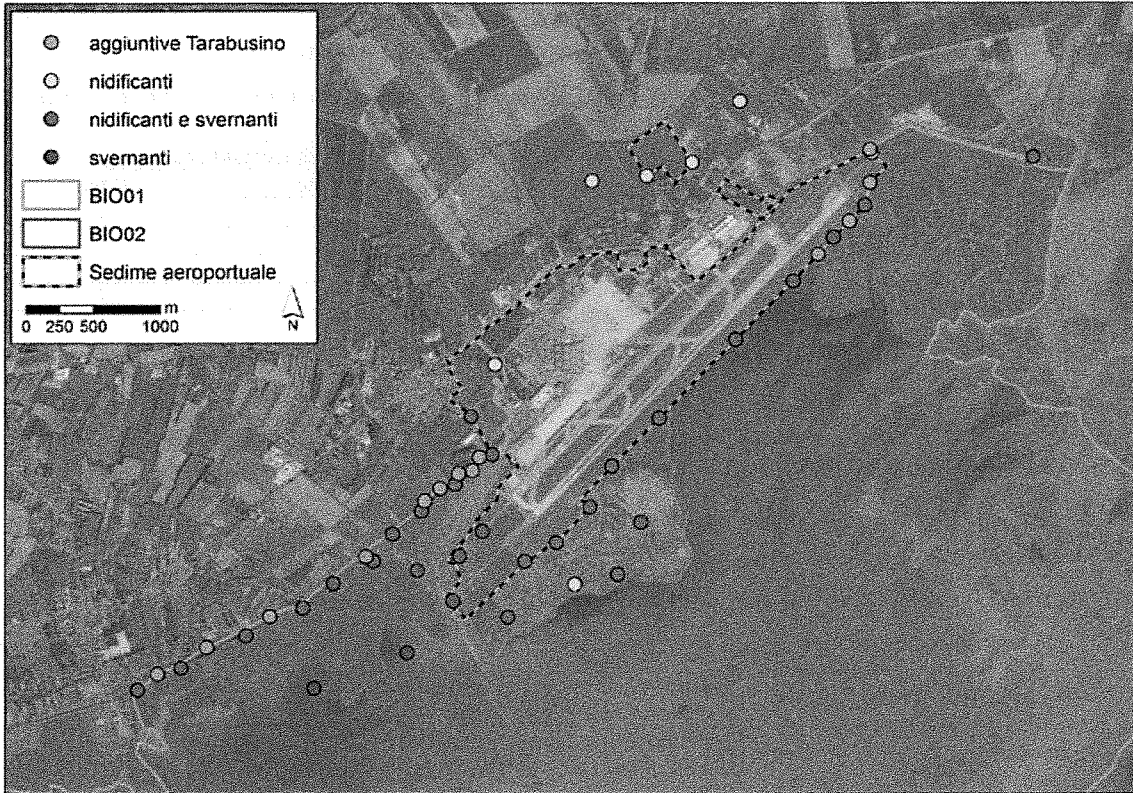 aggiuntive Tarabusino
nidificanti
nidificanti e svernanti
svernanti
BIO01
BIO02
Sedime aeroportuale
m
0 250 500 1000
N